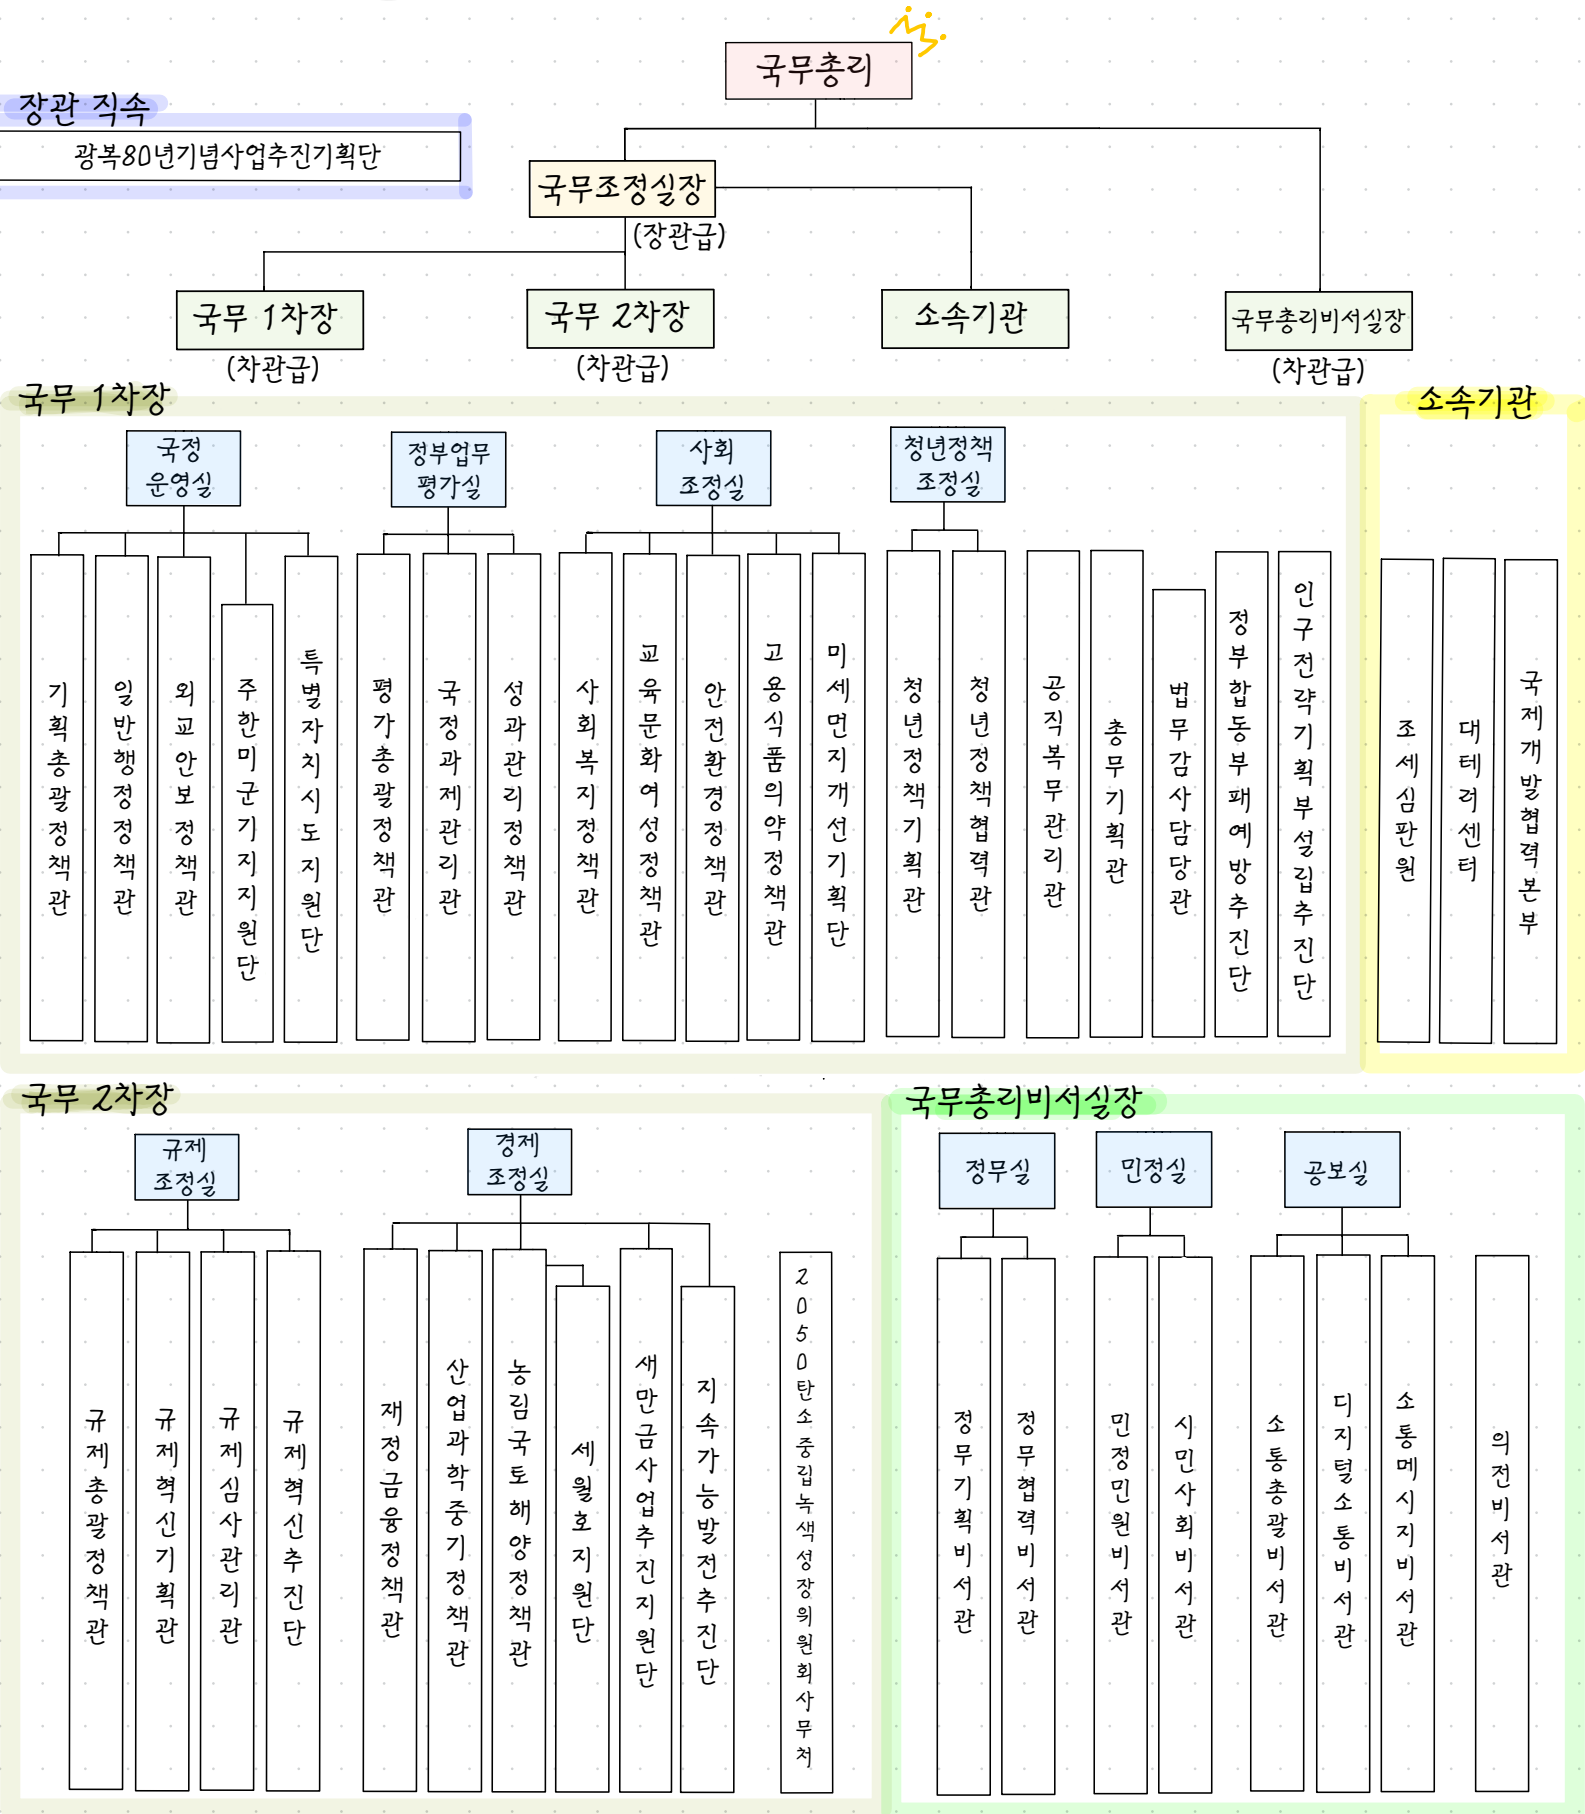 국무총리
장관 직속
광복80년기념사업추진기획단
국무조정실장
(장관급)
국무 1차장
(차관급)
국무 2차장
(차관급)
소속기관
국무총리비서실장
(차관급)
국무 1차장
국정
운영실
기획총괄정책관
일반행정정책관
외교안보정책관
주한미군기지지원단
특별자치시도지원단
정부업무
평가실
평가총괄정책관
국정과제관리관
성과관리정책관
사회
조정실
사회복지정책관
교육문화여성정책관
안전환경정책관
고용식품의약정책관
미세먼지개선기획단
청년정책
조정실
청년정책기획관
청년정책협력관
공직복무관리관
총무기획관
법무감사담당관
정부합동부패예방추진단
인구전략기획부설립추진단
소속기관
조세심판원
대테러센터
국제개발협력본부
국무 2차장
규제
조정실
규제총괄정책관
규제혁신기획관
규제심사관리관
규제혁신추진단
경제
조정실
재정금융정책관
산업과학중기정책관
농림국토해양정책관
세월호지원단
새만금사업추진지원단
지속가능발전추진단
2050탄소중립녹색성장위원회사무처
국무총리비서실장
정무실
정무기획비서관
정무협력비서관
민정실
민정민원비서관
시민사회비서관
공보실
소통총괄비서관
디지털소통비서관
소통메시지비서관
의전비서관